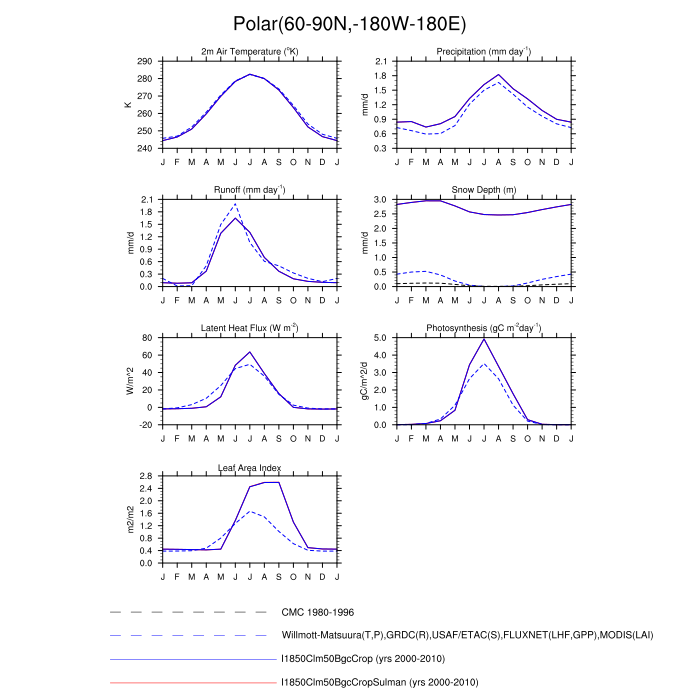 Polar(60-90N,-180W-180E)
2m Air Temperature (°K)
290
280
270
260
250
240
K
J F M A M J J A S O N D J
Precipitation (mm day-1)
2.1
1.8
1.5
1.2
0.9
0.6
0.3
mm/d
J F M A M J J A S O N D J
Runoff (mm day-1)
2.1
1.8
1.5
1.2
0.9
0.6
0.3
0.0
mm/d
J F M A M J J A S O N D J
Snow Depth (m)
3.0
2.5
2.0
1.5
1.0
0.5
0.0
mm/d
J F M A M J J A S O N D J
Latent Heat Flux (W m-2)
80
60
40
20
0
-20
W/m^2
J F M A M J J A S O N D J
Photosynthesis (gC m-2day-1)
5.0
4.0
3.0
2.0
1.0
0.0
gC/m^2/d
J F M A M J J A S O N D J
Leaf Area Index
2.8
2.4
2.0
1.6
1.2
0.8
0.4
0.0
m2/m2
J F M A M J J A S O N D J
CMC 1980-1996
Willmott-Matsuura(T,P),GRDC(R),USAF/ETAC(S),FLUXNET(LHF,GPP),MODIS(LAI)
I1850Clm50BgcCrop (yrs 2000-2010)
I1850Clm50BgcCropSulman (yrs 2000-2010)